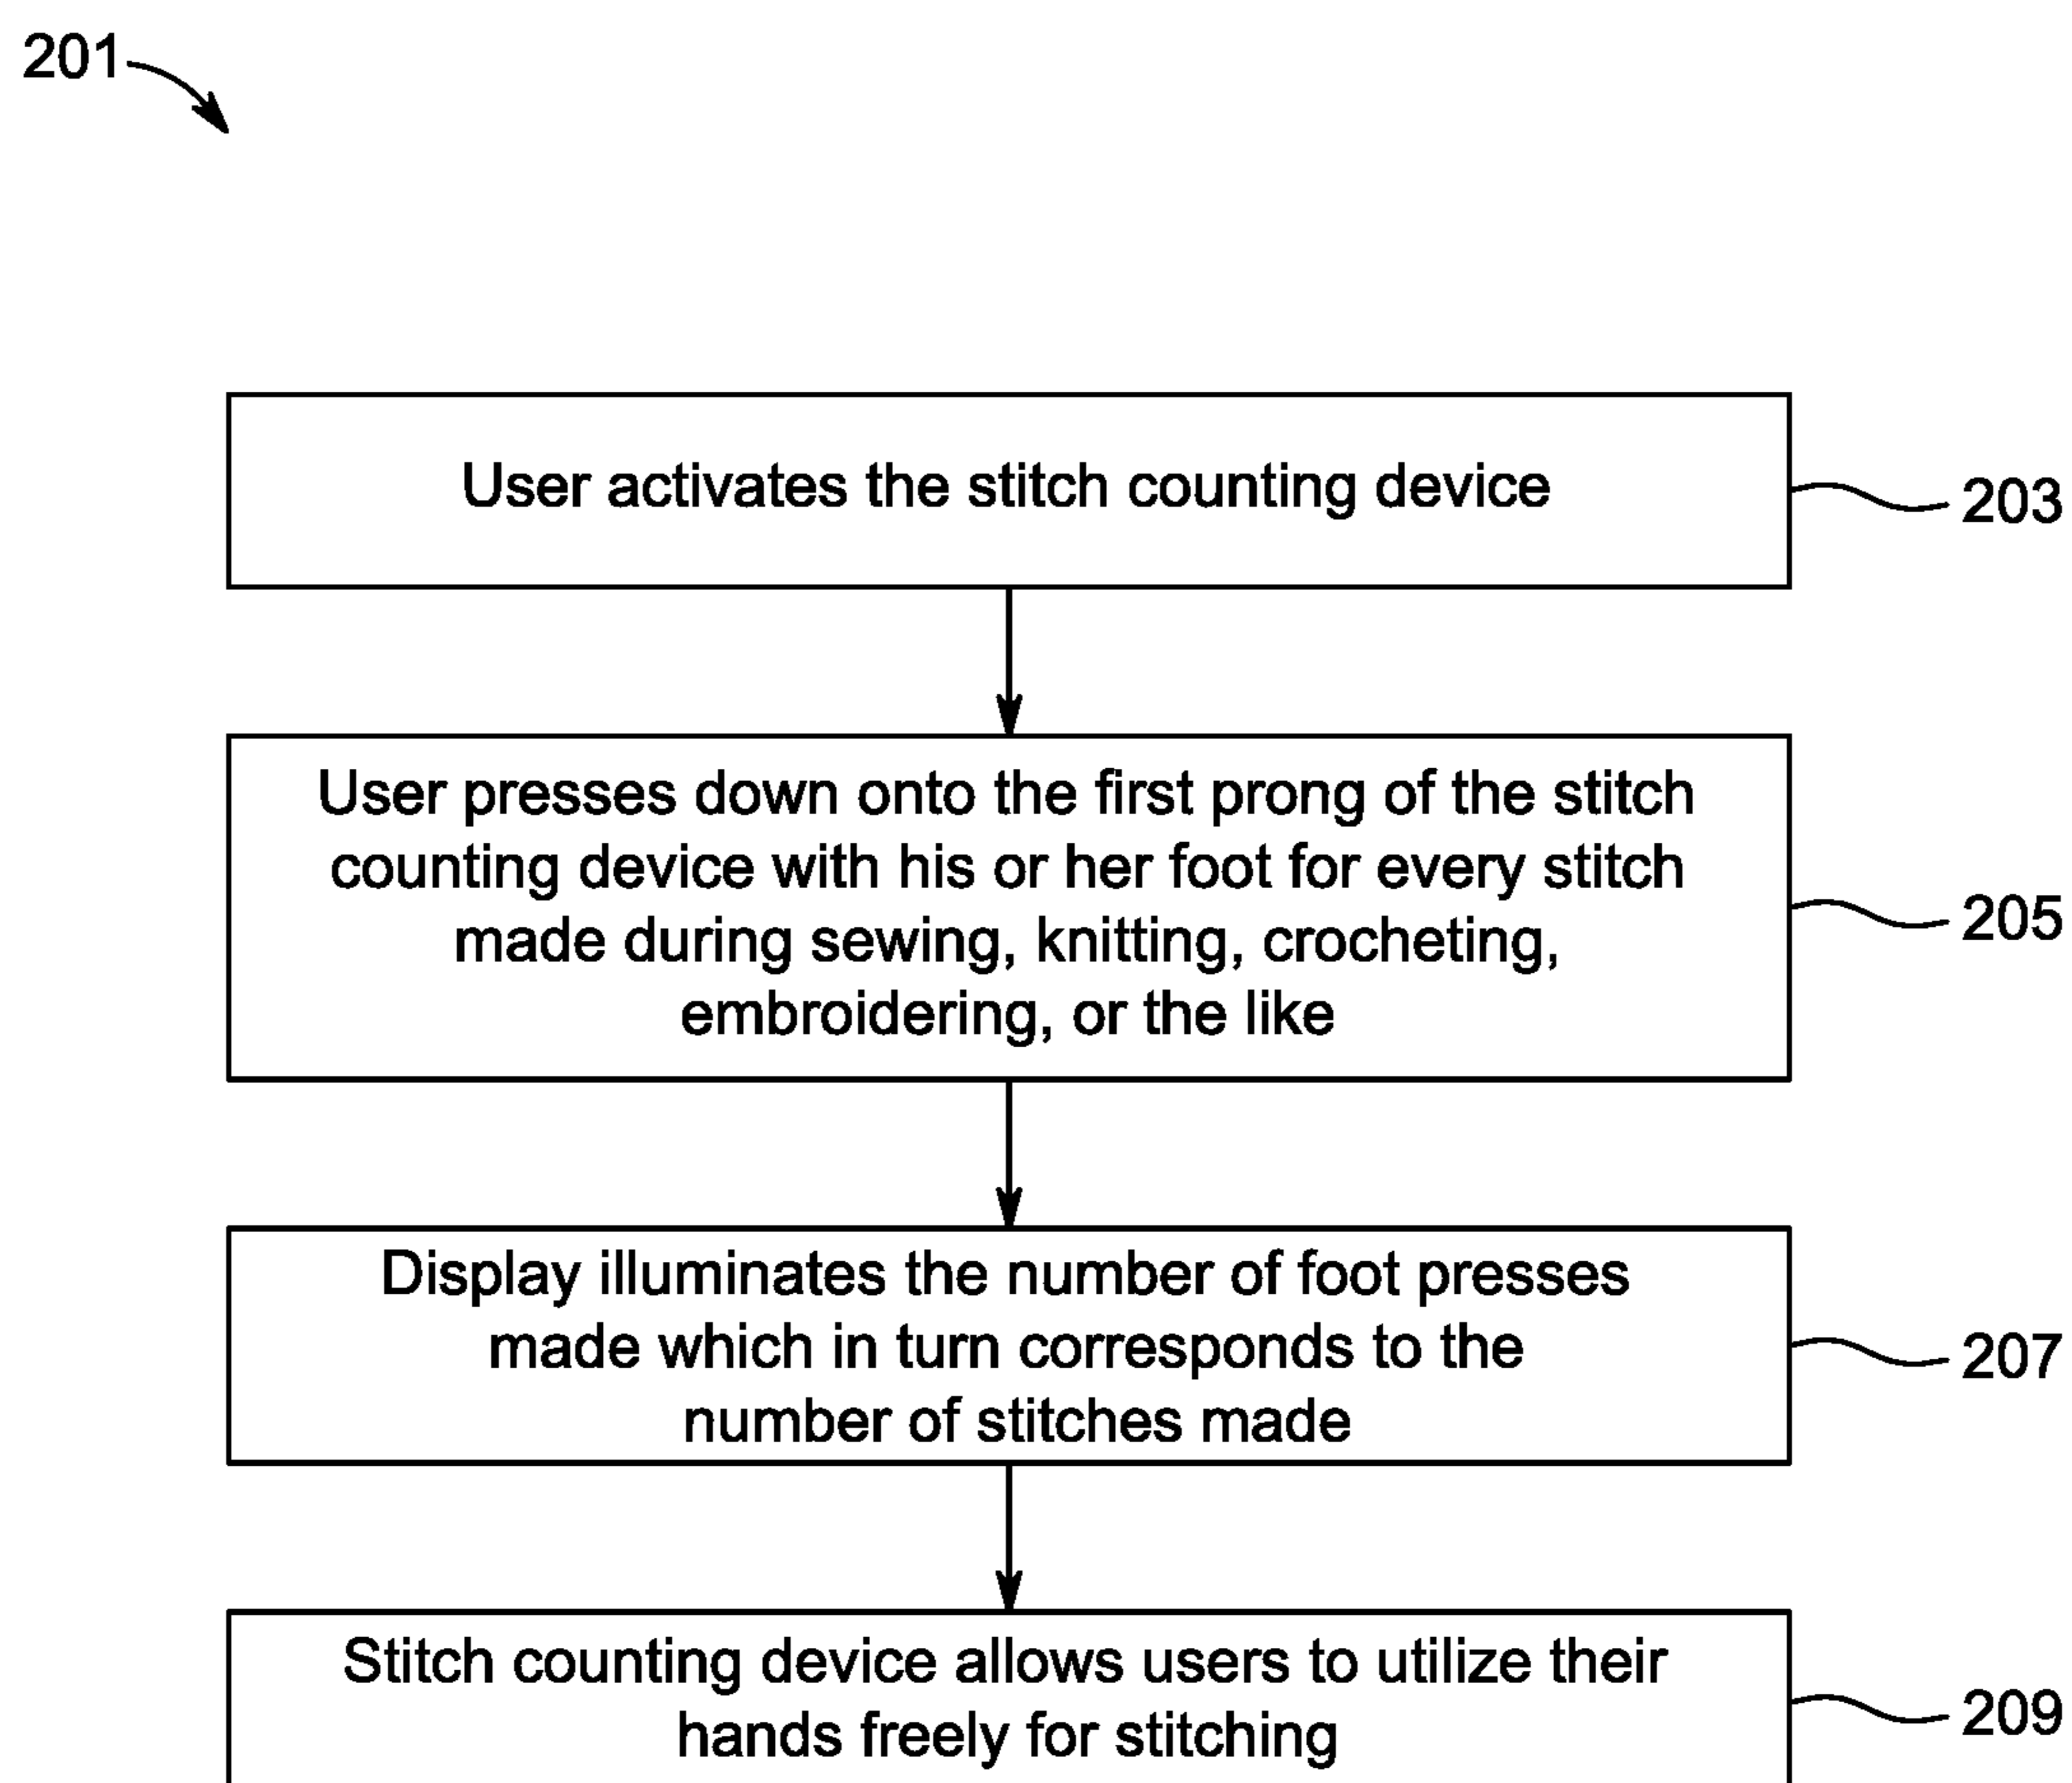 201
User activates the stitch counting device
203
User presses down onto the first prong of the stitch
counting device with his or her foot for every stitch
made during sewing, knitting, crocheting,
embroidering, or the like
205
Display illuminates the number of foot presses
made which in turn corresponds to the
number of stitches made
207
Stitch counting device allows users to utilize their
hands freely for stitching
209